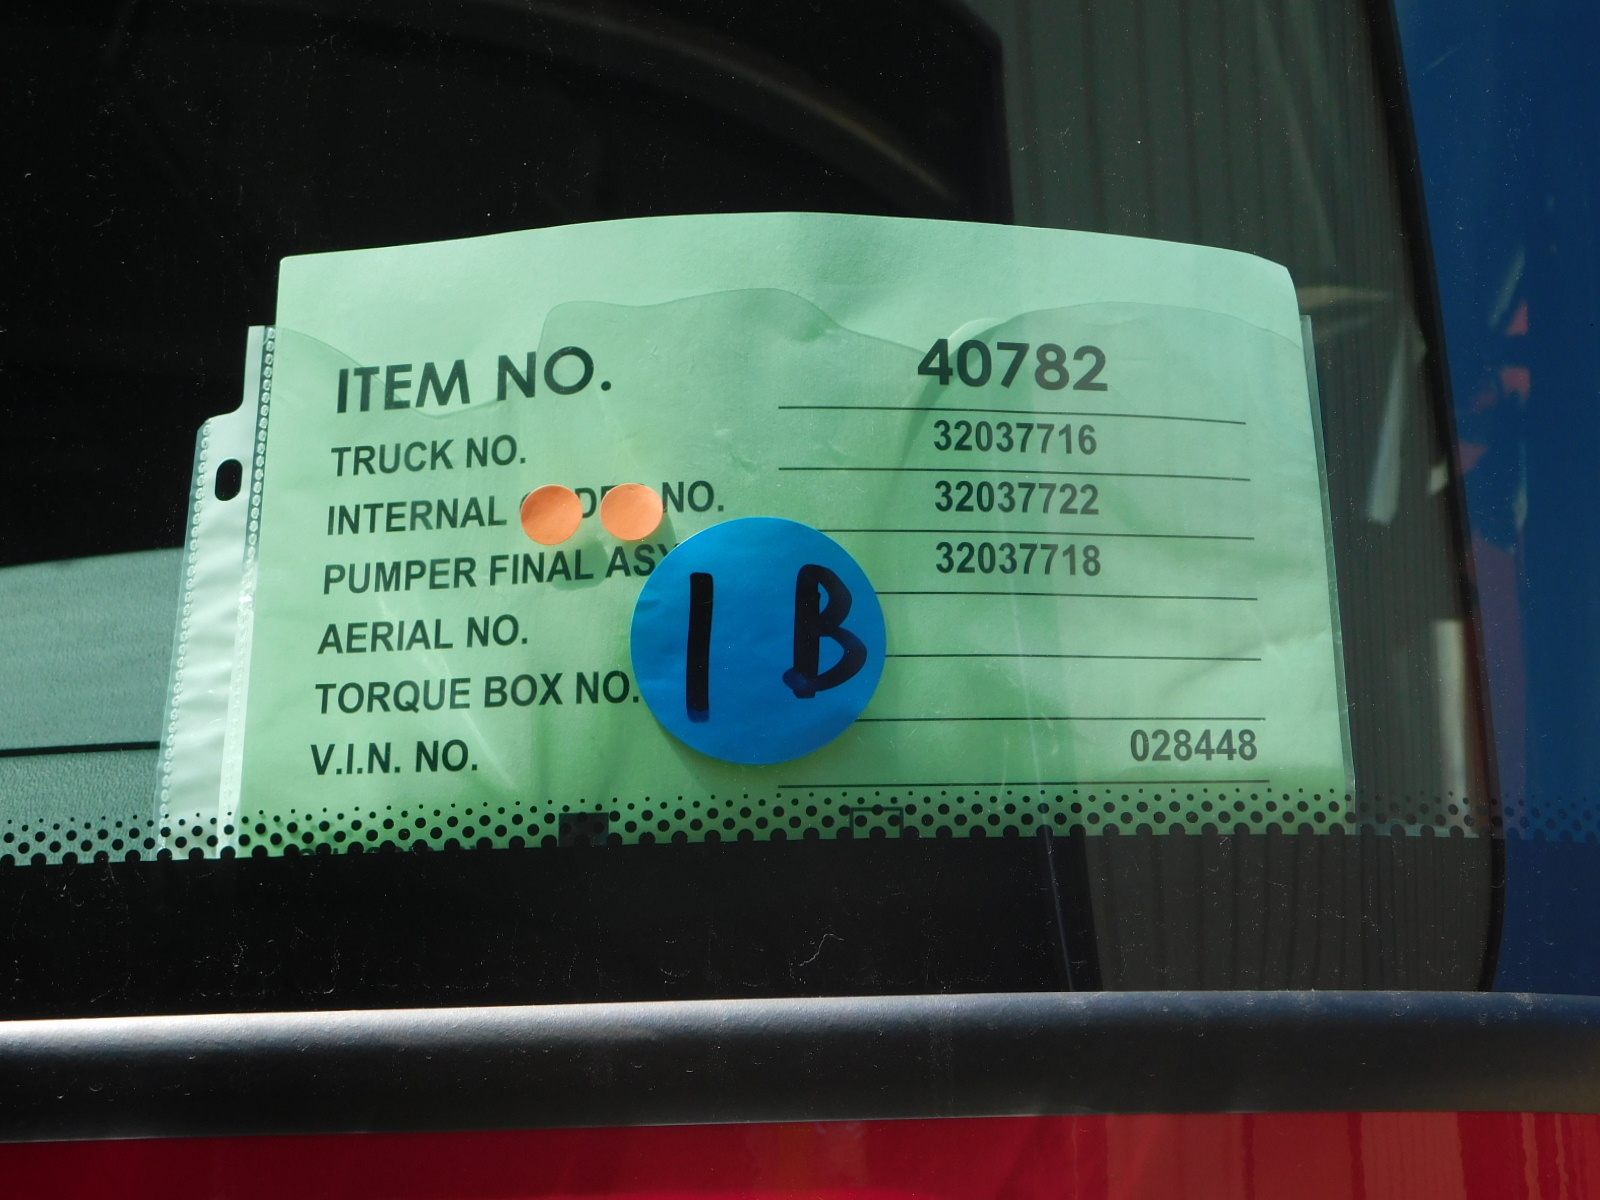 ITEM NO. 40782
TRUCK NO. 32037716
INTERNAL NO. 32037722
PUMPER FINAL 32037718
AERIAL NO.
TORQUE BOX NO.
V.I.N. NO. 028448
1 B